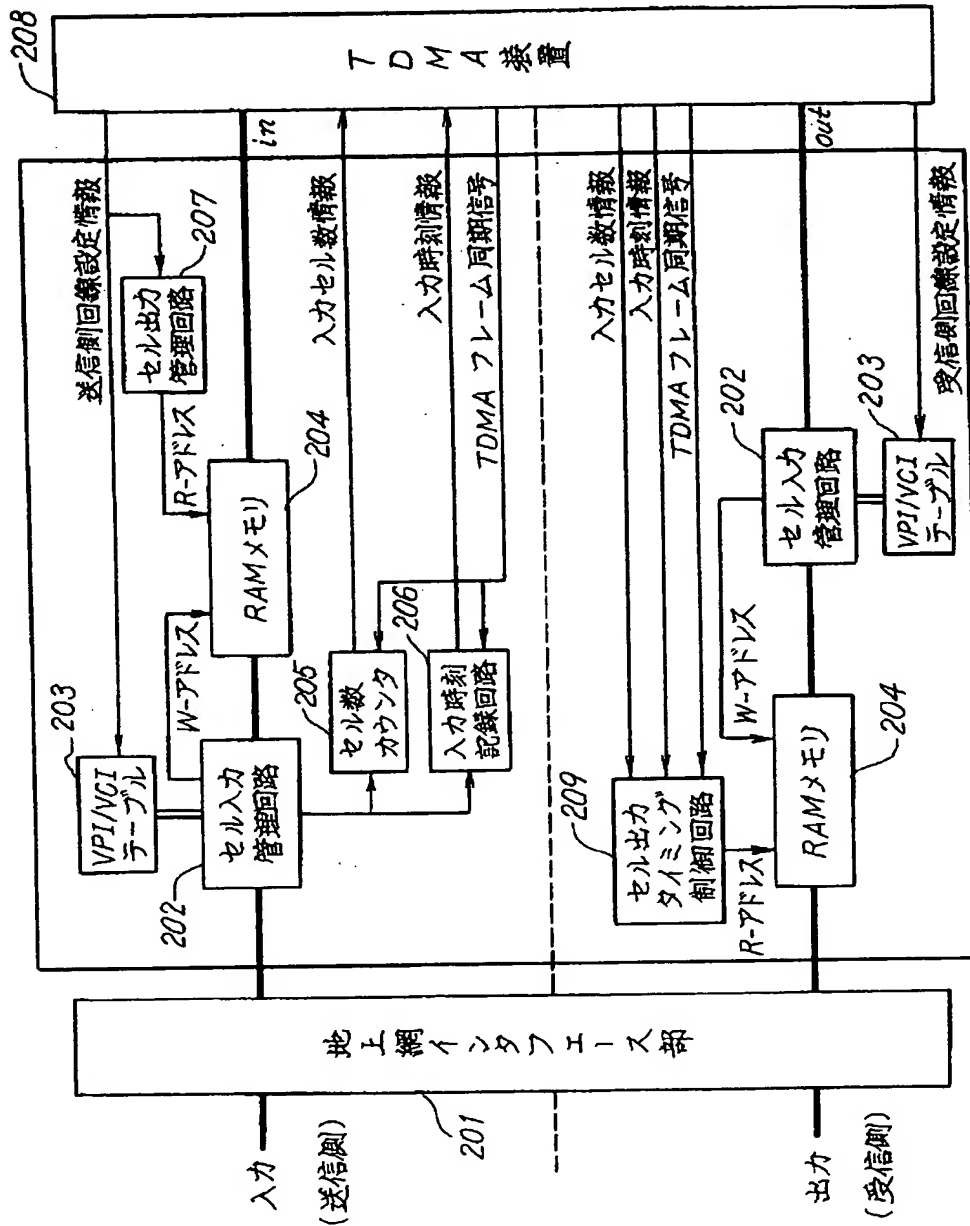 208
TDMA装置
in
out
送信側回線設定情報
207
セル出力
管理回路
R-アドレス
入力セル数情報
入力時刻情報
TDMAフレーム同期信号
204
RAMメモリ
W-アドレス
203
VPI/VCI
テーブル
セル入力
管理回路
202
205
セル数
カウンタ
206
入力時刻
記録回路
入力セル数情報
入力時刻情報
TDMAフレーム同期信号
受信側回線設定情報
202
セル入力
管理回路
203
VPI/VCI
テーブル
W-アドレス
209
セル出力
タイミング
制御回路
R-アドレス
RAMメモリ
204
地上網インタフエース部
201
入力
(送信側)
出力
(受信側)